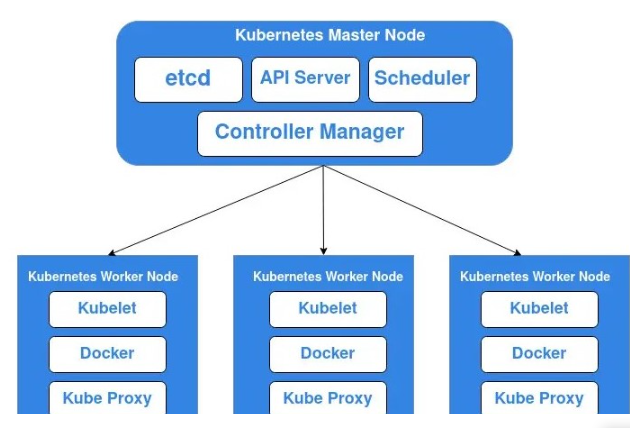 Kubernetes Master Node
etcd API Server Scheduler
Controller Manager
Kubernetes Worker Node Kubernetes Worker Node Kubernetes Worker Node
Kubelet Kubelet Kubelet
Docker Docker Docker
Kube Proxy Kube Proxy Kube Proxy